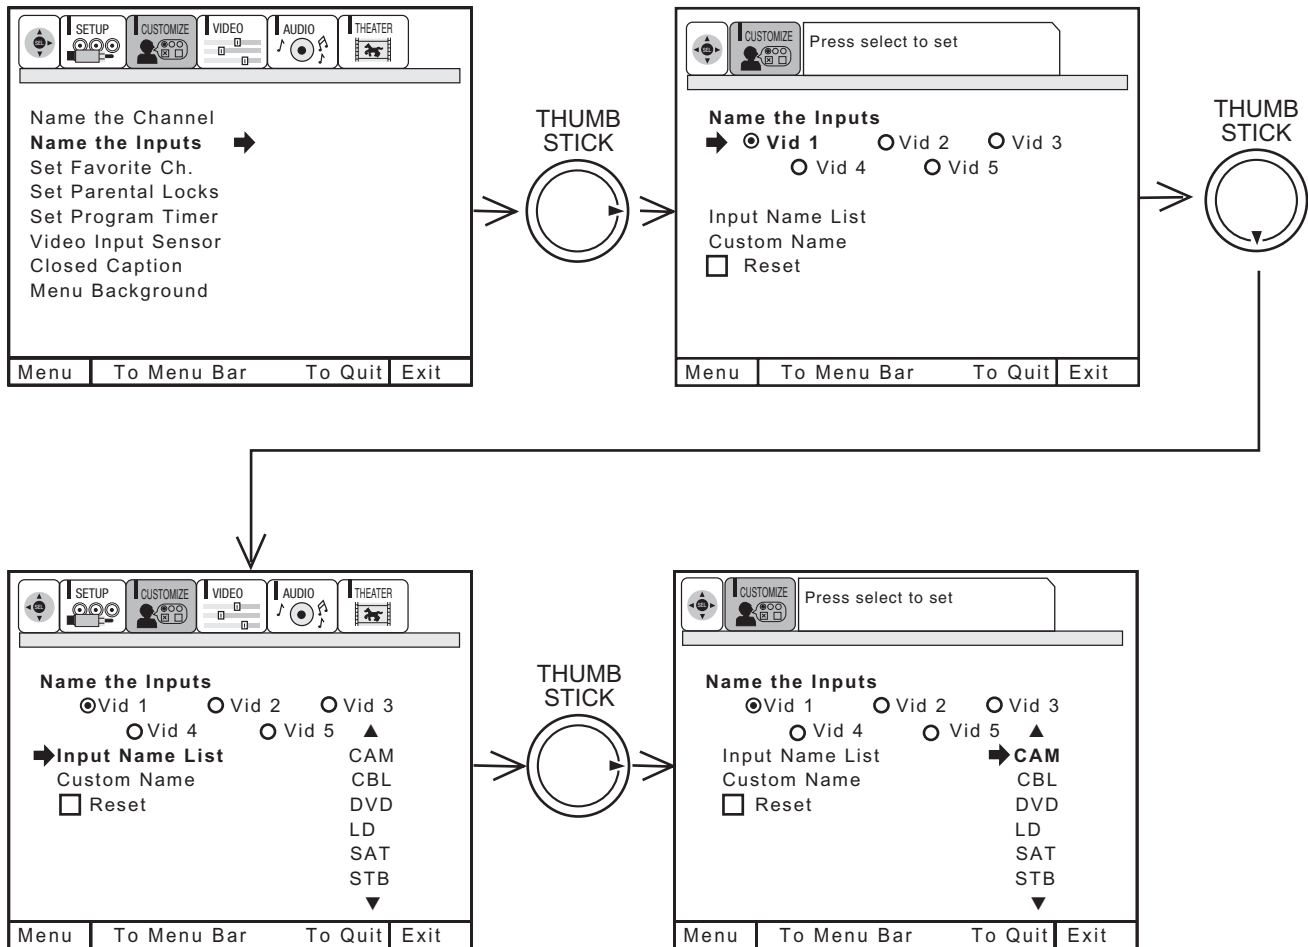 SETUP CUSTOMIZE VIDEO AUDIO THEATER
SEL
Name the Channel
Name the Inputs
Set Favorite Ch.
Set Parental Locks
Set Program Timer
Video Input Sensor
Closed Caption
Menu Background
Menu To Menu Bar To Quit Exit
THUMB
STICK
CUSTOMIZE Press select to set
SEL
Name the Inputs
Vid 1 Vid 2 Vid 3
Vid 4 Vid 5
Input Name List
Custom Name
Reset
Menu To Menu Bar To Quit Exit
THUMB
STICK
SETUP CUSTOMIZE VIDEO AUDIO THEATER
SEL
Name the Inputs
Vid 1 Vid 2 Vid 3
Vid 4 Vid 5
Input Name List CAM
Custom Name CBL
Reset DVD
LD
SAT
STB
Menu To Menu Bar To Quit Exit
THUMB
STICK
CUSTOMIZE Press select to set
SEL
Name the Inputs
Vid 1 Vid 2 Vid 3
Vid 4 Vid 5
Input Name List CAM
Custom Name CBL
Reset DVD
LD
SAT
STB
Menu To Menu Bar To Quit Exit